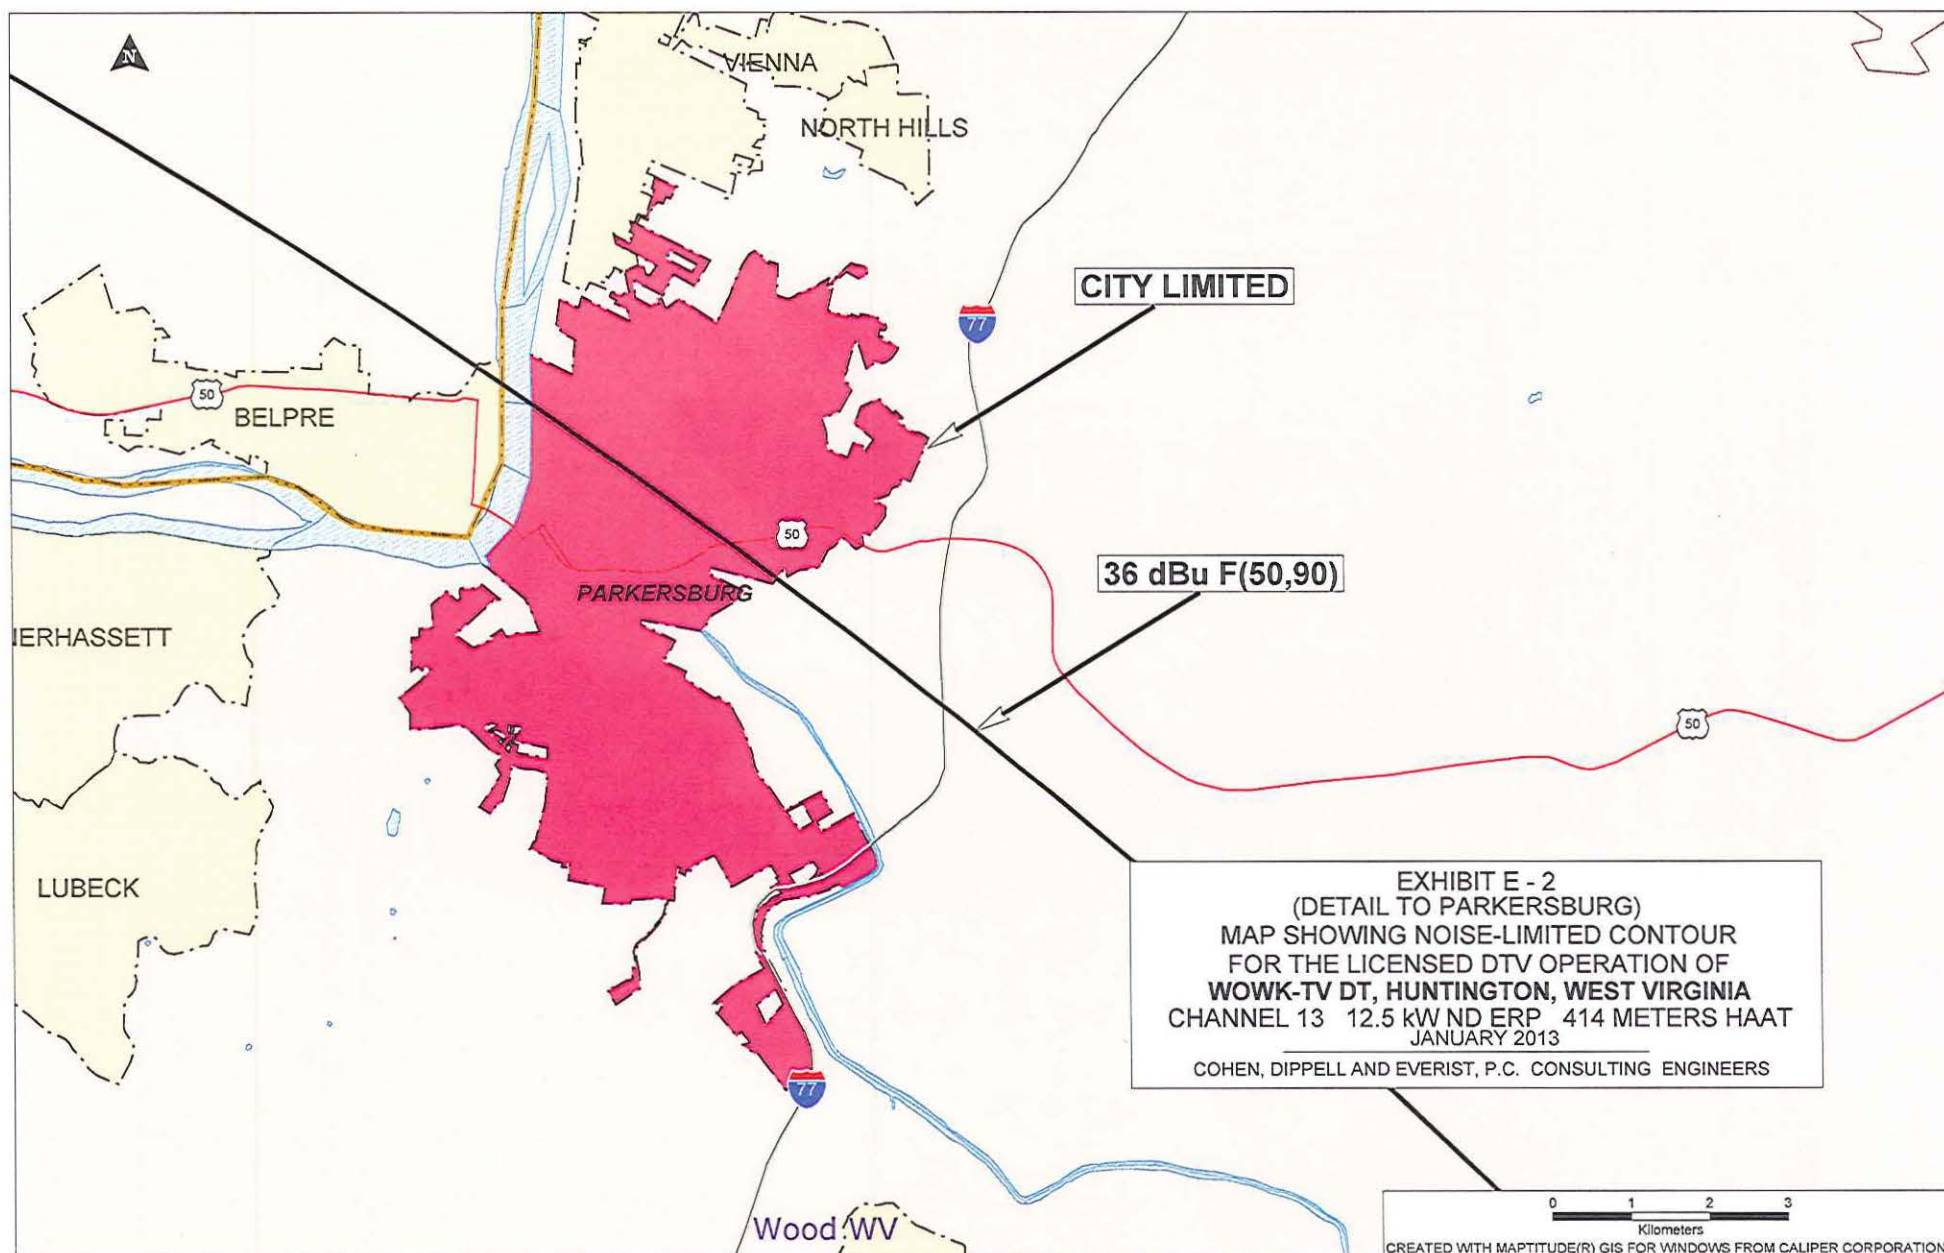 N
VIENNA
NORTH HILLS
CITY LIMITED
77
50
BELPRE
50
36 dBu F(50,90)
PARKERSBURG
NERHASSETT
50
LUBECK
EXHIBIT E - 2
(DETAIL TO PARKERSBURG)
MAP SHOWING NOISE-LIMITED CONTOUR
FOR THE LICENSED DTV OPERATION OF
WOWK-TV DT, HUNTINGTON, WEST VIRGINIA
CHANNEL 13 12.5 kW ND ERP 414 METERS HAAT
JANUARY 2013
COHEN, DIPPELL AND EVERIST, P.C. CONSULTING ENGINEERS
77
Wood WV
0 1 2 3
Kilometers
CREATED WITH MAPTITUDE(R) GIS FOR WINDOWS FROM CALIPER CORPORATION